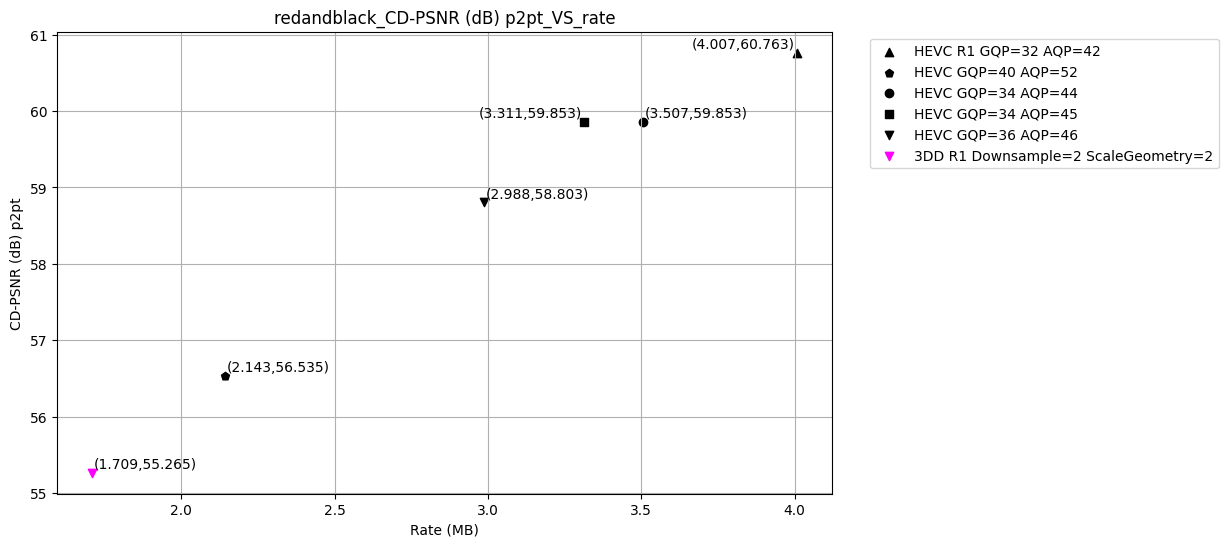 redandblack_CD-PSNR (dB) p2pt_VS_rate
CD-PSNR (dB) p2pt
61
60
59
58
57
56
55
(4.007,60.763)
(3.311,59.853)
(3.507,59.853)
(2.988,58.803)
(2.143,56.535)
(1.709,55.265)
2.0
2.5
3.0
3.5
4.0
Rate (MB)
HEVC R1 GQP=32 AQP=42
HEVC GQP=40 AQP=52
HEVC GQP=34 AQP=44
HEVC GQP=34 AQP=45
HEVC GQP=36 AQP=46
3DD R1 Downsample=2 ScaleGeometry=2